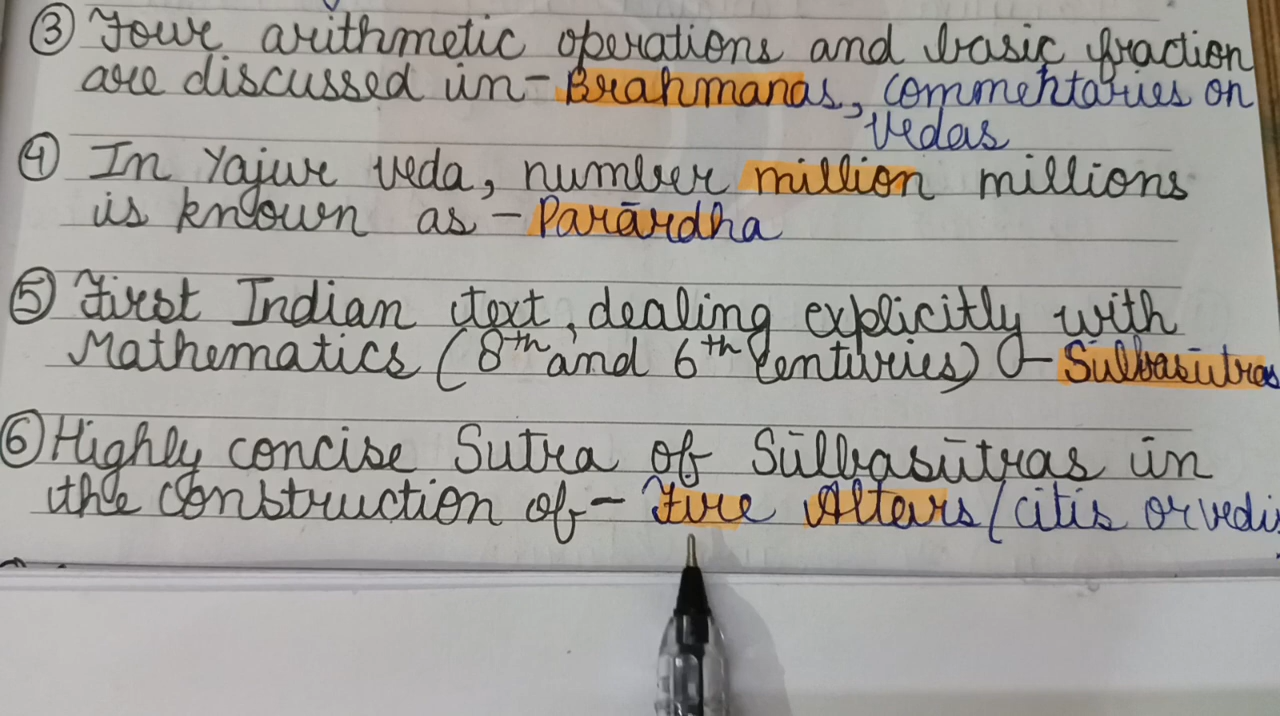 ③ Four arithmetic operations and basic fraction
are discussed in - Brahmanas, commentaries on
vedas
④ In Yajur veda, number million millions
is known as - Parārdha
⑤ First Indian text, dealing explicitly with
Mathematics (8th and 6th Centuries) - Sūlbasūtras
⑥ Highly concise Sutra of Sūlbasūtras in
the construction of - Fire Altars/(citis or vedis